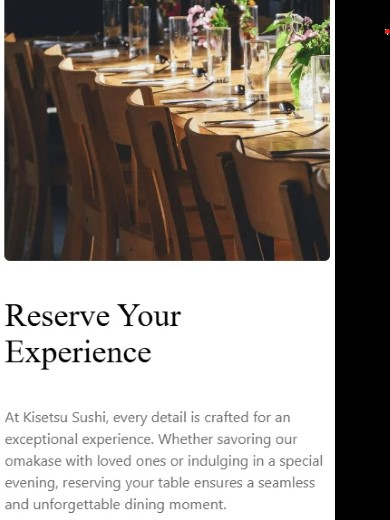 Reserve Your
Experience
At Kisetsu Sushi, every detail is crafted for an
exceptional experience. Whether savoring our
omakase with loved ones or indulging in a special
evening, reserving your table ensures a seamless
and unforgettable dining moment.